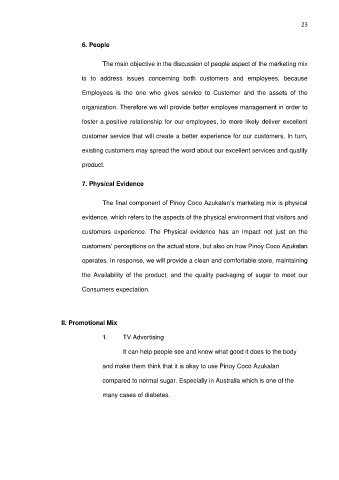 23
6. People
The main objective in the discussion of people aspect of the marketing mix
is to address issues concerning both customers and employees, because
Employees is the one who gives service to Customer and the assets of the
organization. Therefore we will provide better employee management in order to
foster a positive relationship for our employees, to more likely deliver excellent
customer service that will create a better experience for our customers. In turn,
existing customers may spread the word about our excellent services and quality
product.
7. Physical Evidence
The final component of Pinoy Coco Azukalan's marketing mix is physical
evidence, which refers to the aspects of the physical environment that visitors and
customers experience. The Physical evidence has an impact not just on the
customers' perceptions on the actual store, but also on how Pinoy Coco Azukalan
operates. In response, we will provide a clean and comfortable store, maintaining
the Availability of the product, and the quality packaging of sugar to meet our
Consumers expectation.
II. Promotional Mix
1. TV Advertising
It can help people see and know what good it does to the body
and make them think that it is okay to use Pinoy Coco Azukalan
compared to normal sugar. Especially in Australia which is one of the
many cases of diabetes.